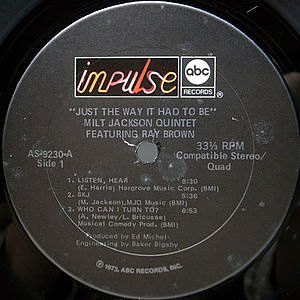 impulse
abc
RECORDS ®
"JUST THE WAY IT HAD TO BE"
MILT JACKSON QUINTET
FEATURING RAY BROWN
AS-9230-A
Side 1
33⅓ RPM
Compatible Stereo/
Quad
1. LISTEN, HEAR 8:30
(E. Harris) Hargrove Music Corp. (BMI)
2. SKJ 5:36
(M. Jackson) MJQ Music (BMI)
3. WHO CAN I TURN TO? 6:53
(A. Newley/L. Bricusse)
Musical Comedy Prod. (BMI)
Produced by Ed Michel
Engineering by Baker Bigsby
© 1973, ABC RECORDS, INC.